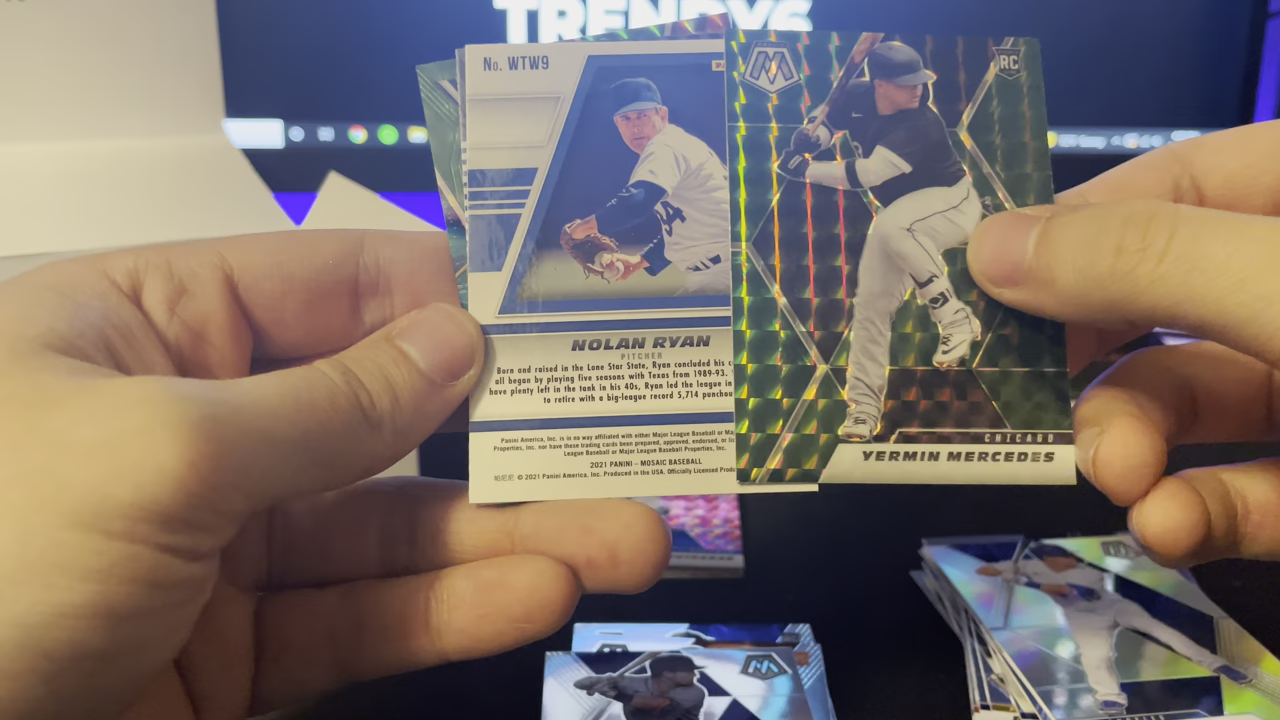 TRENDY6
No. WTW9
34
NOLAN RYAN
PITCHER
Born and raised in the Lone Star State, Ryan concluded his
all began by playing five seasons with Texas from 1989-93.
have plenty left in the tank in his 40s, Ryan led the league in
to retire with a big-league record 5,714
Panini America, Inc. is in no way affiliated with either Major League Baseball or
Properties, Inc. nor have these trading cards been prepared, approved, endorsed, or
League Baseball or Major League Baseball Properties, Inc.
2021 PANINI – MOSAIC BASEBALL
© 2021 Panini America, Inc. Produced in the USA. Officially Licensed
RC
CHICAGO
YERMIN MERCEDES